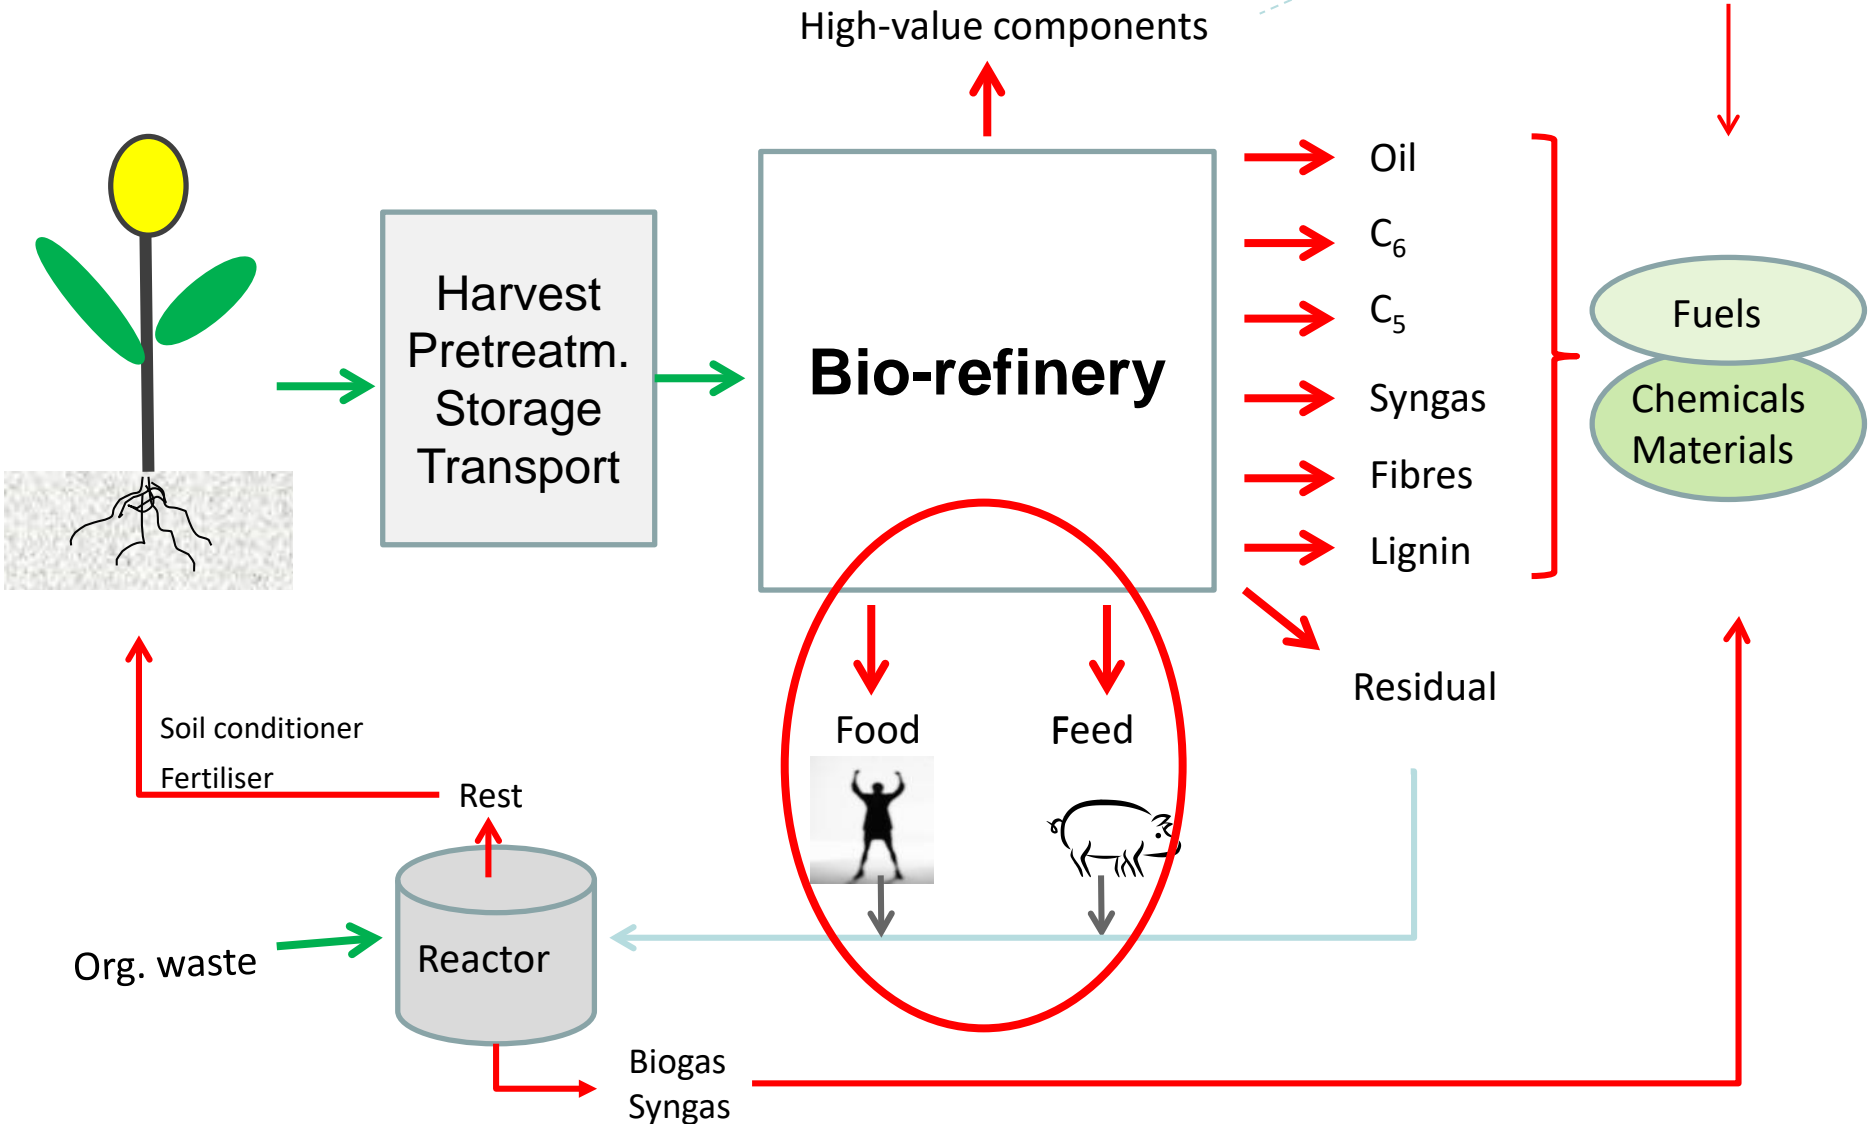 High-value components
Harvest
Pretreatm.
Storage
Transport
Bio-refinery
Oil
C₆
C₅
Syngas
Fibres
Lignin
Fuels
Chemicals
Materials
Residual
Food
Feed
Soil conditioner
Fertiliser
Rest
Org. waste
Reactor
Biogas
Syngas